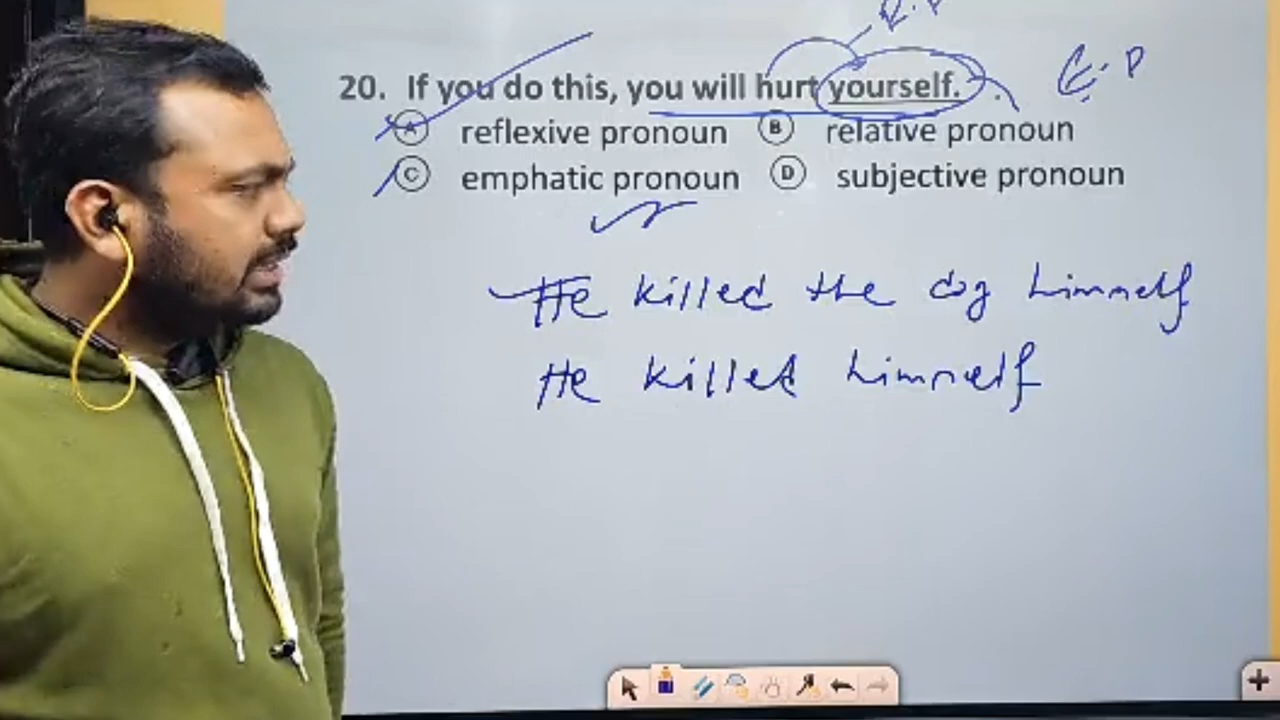 R.P
E.P
20. If you do this, you will hurt yourself.
A reflexive pronoun B relative pronoun
C emphatic pronoun D subjective pronoun
He killed the dog himself
He killed himself